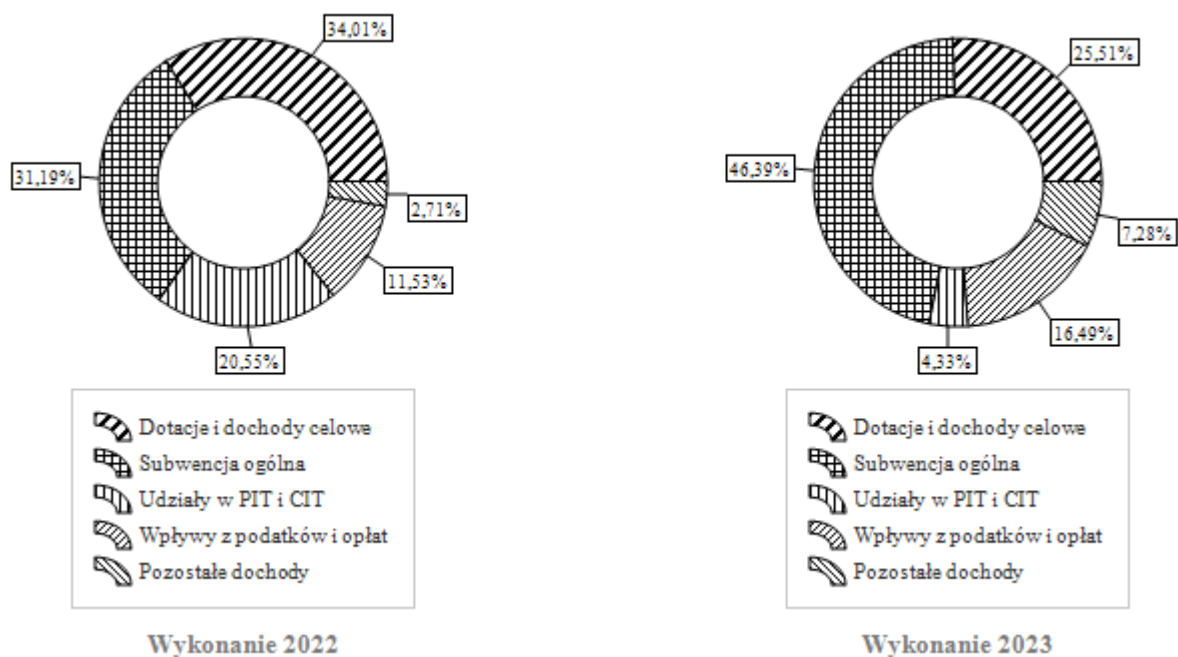 34,01%
31,19%
2,71%
11,53%
20,55%
Dotacje i dochody celowe
Subwencja ogólna
Udziały w PIT i CIT
Wpływy z podatków i opłat
Pozostałe dochody
Wykonanie 2022
25,51%
46,39%
7,28%
16,49%
4,33%
Dotacje i dochody celowe
Subwencja ogólna
Udziały w PIT i CIT
Wpływy z podatków i opłat
Pozostałe dochody
Wykonanie 2023